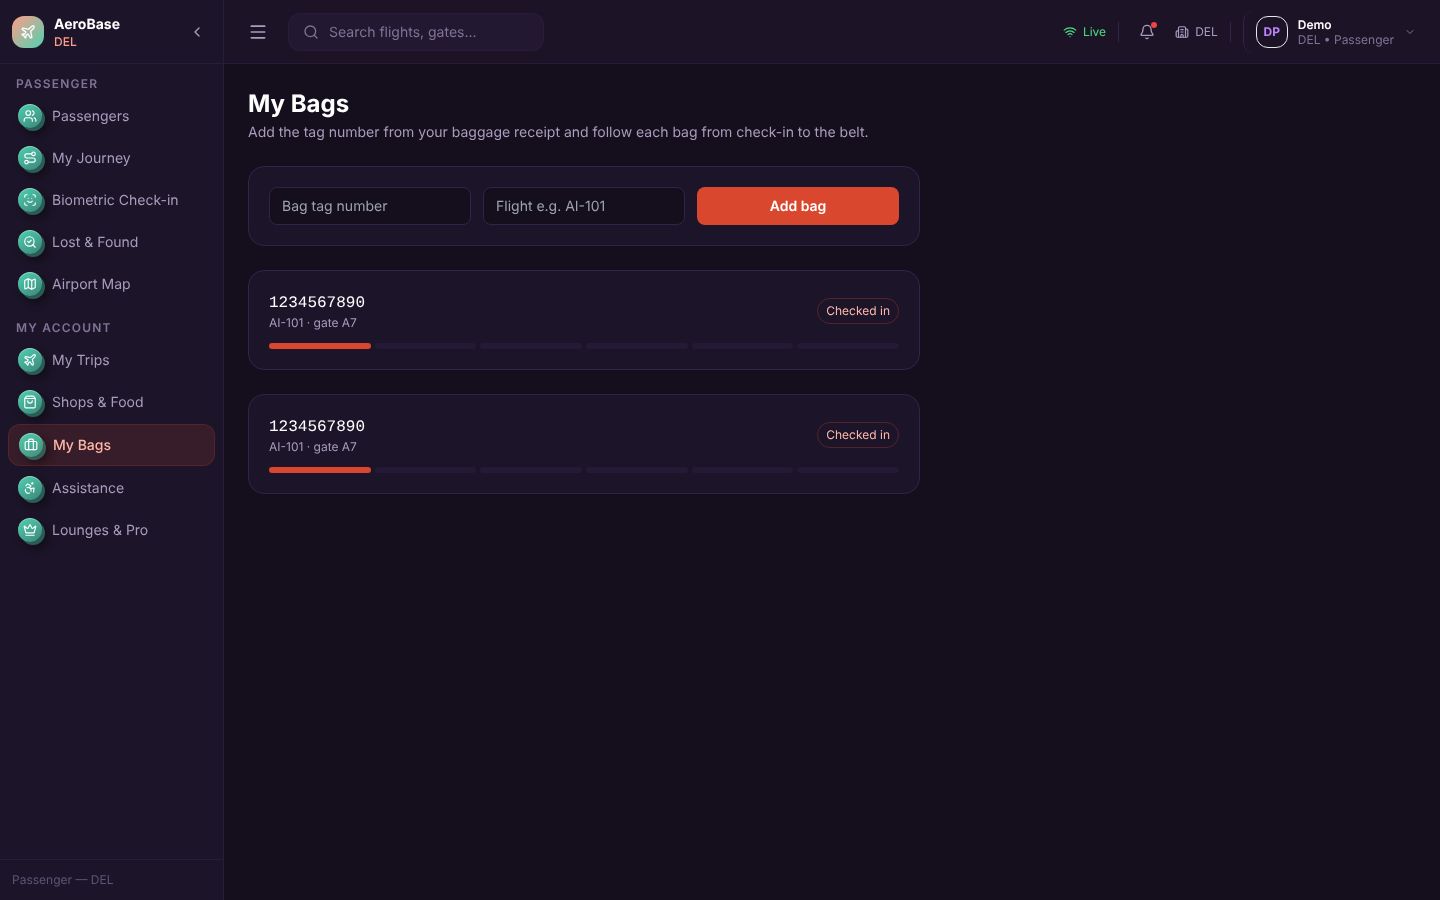 AeroBase
DEL
Search flights, gates...
Live
DEL
DP
Demo
DEL • Passenger
PASSENGER
Passengers
My Journey
Biometric Check-in
Lost & Found
Airport Map
MY ACCOUNT
My Trips
Shops & Food
My Bags
Assistance
Lounges & Pro
Passenger — DEL
My Bags
Add the tag number from your baggage receipt and follow each bag from check-in to the belt.
Bag tag number
Flight e.g. AI-101
Add bag
1234567890
AI-101 · gate A7
Checked in
1234567890
AI-101 · gate A7
Checked in